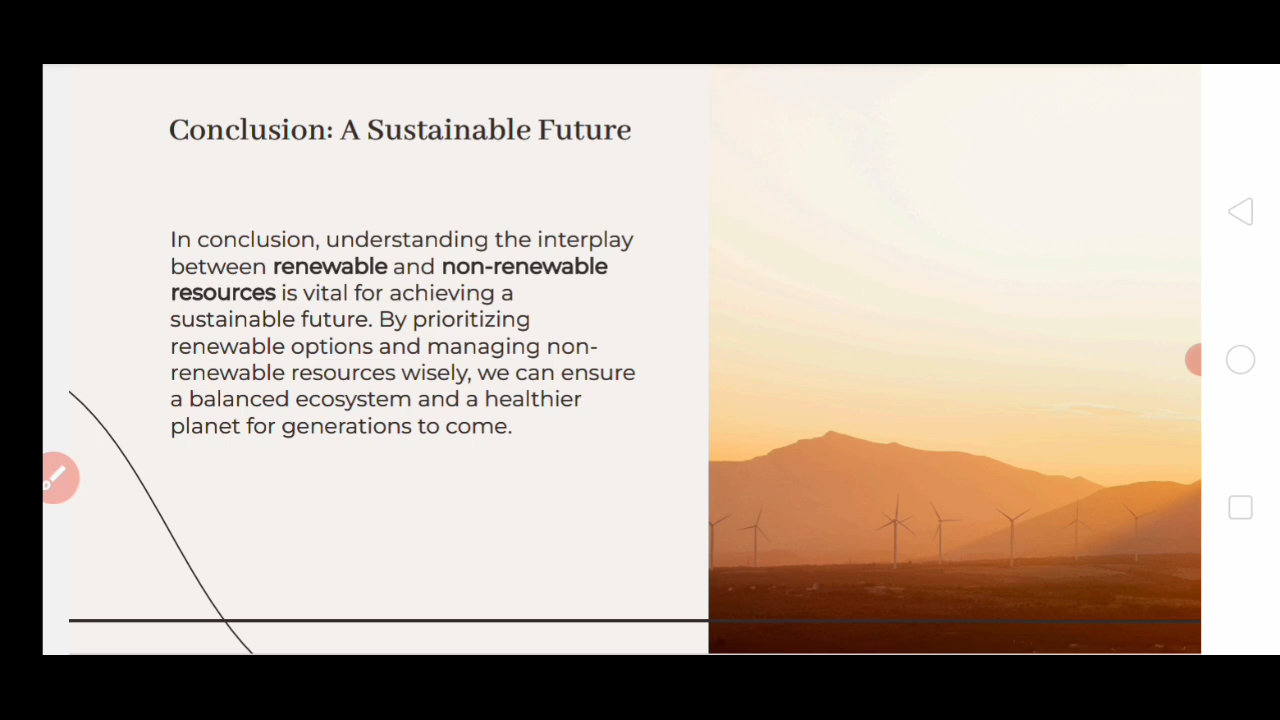 Conclusion: A Sustainable Future
In conclusion, understanding the interplay
between renewable and non-renewable
resources is vital for achieving a
sustainable future. By prioritizing
renewable options and managing non-
renewable resources wisely, we can ensure
a balanced ecosystem and a healthier
planet for generations to come.